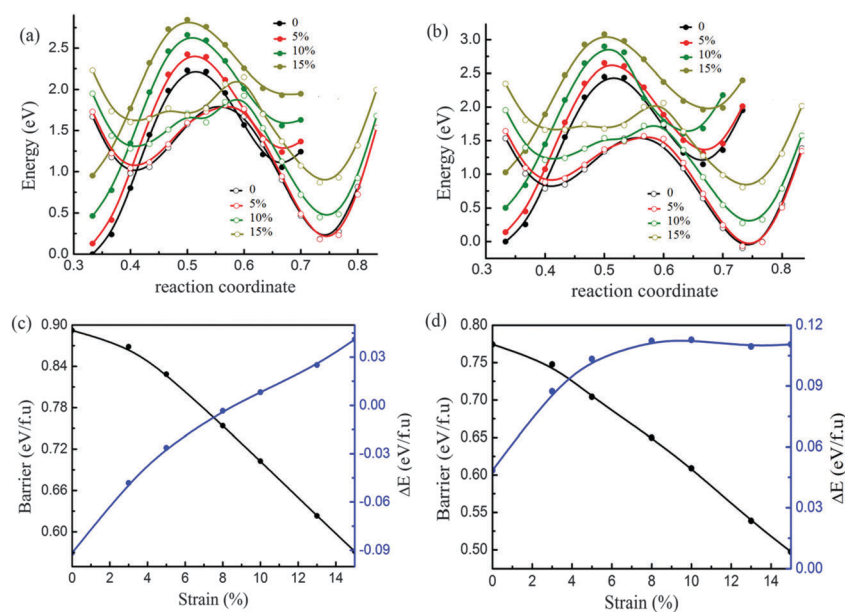 (a)
0
5%
10%
15%
2.5
2.0
1.5
1.0
0.5
0.0
Energy (eV)
0
5%
10%
15%
0.3 0.4 0.5 0.6 0.7 0.8
reaction coordinate
(b)
0
5%
10%
15%
3.0
2.5
2.0
1.5
1.0
0.5
0.0
Energy (eV)
0
5%
10%
15%
0.3 0.4 0.5 0.6 0.7 0.8
reaction coordinate
(c)
0.90
0.84
0.78
0.72
0.66
0.60
Barrier (eV/f.u)
0.03
0.00
-0.03
-0.06
-0.09
ΔE (eV/f.u)
0 2 4 6 8 10 12 14
Strain (%)
(d)
0.80
0.75
0.70
0.65
0.60
0.55
0.50
Barrier (eV/f.u)
0.12
0.09
0.06
0.03
0.00
ΔE (eV/f.u)
0 2 4 6 8 10 12 14
Strain (%)